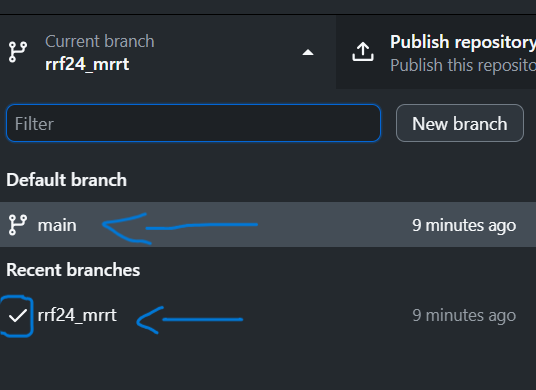 Current branch
rrf24_mrrt
Publish repository
Publish this reposito
Filter
New branch
Default branch
main
9 minutes ago
Recent branches
rrf24_mrrt
9 minutes ago